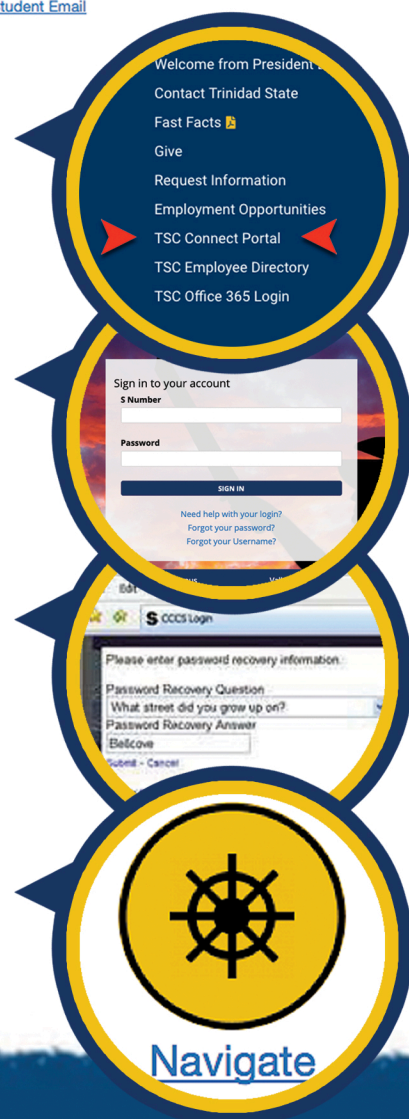 tudent Email
Welcome from President
Contact Trinidad State
Fast Facts
Give
Request Information
Employment Opportunities
TSC Connect Portal
TSC Employee Directory
TSC Office 365 Login
Sign in to your account
S Number
Password
SIGN IN
Need help with your login?
Forgot your password?
Forgot your Username?
Edit
S CCCS Login
Please enter password recovery information.
Password Recovery Question
What street did you grow up on?
Password Recovery Answer
Bellcove
Submit - Cancel
Navigate